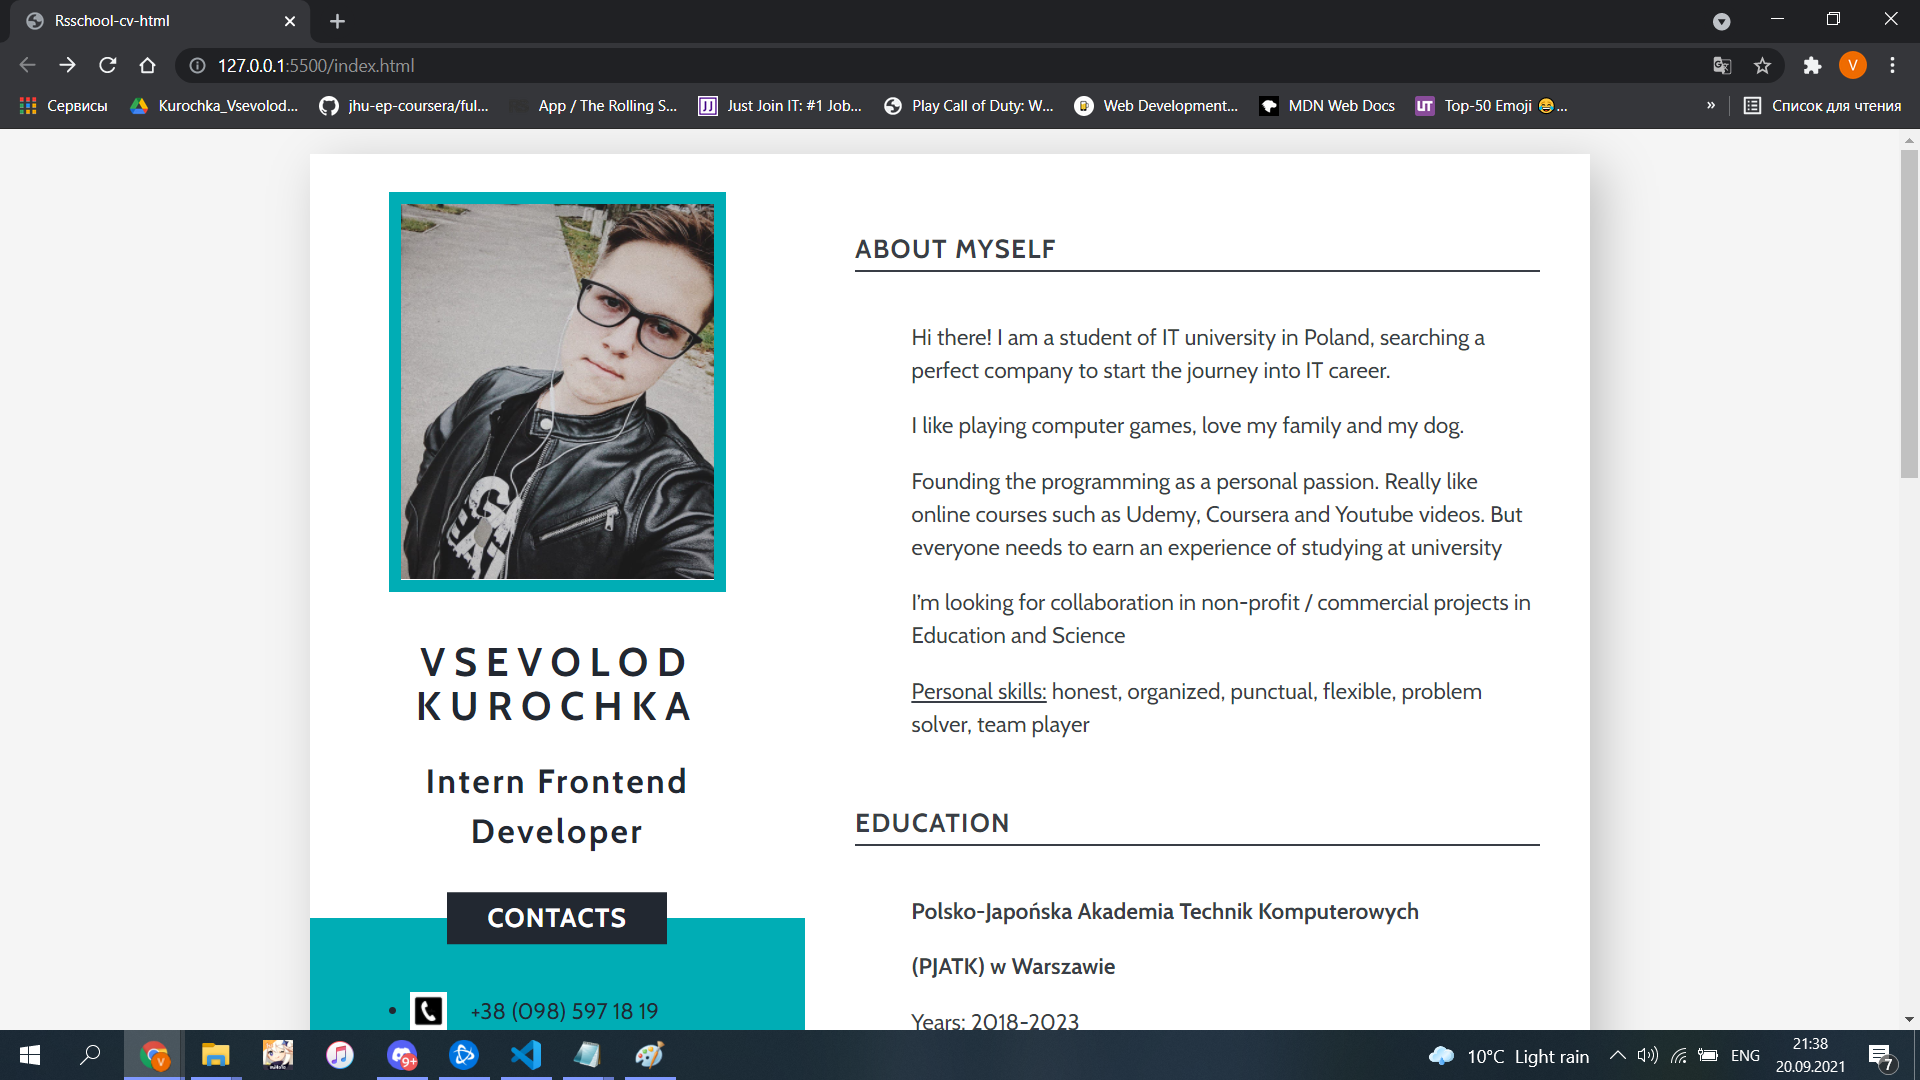 Rsschool-cv-html
127.0.0.1:5500/index.html
Сервисы
Kurochka_Vsevolod...
jhu-ep-coursera/ful...
App / The Rolling S...
Just Join IT: #1 Job...
Play Call of Duty: W...
Web Development...
MDN Web Docs
UT
Top-50 Emoji 😂...
»
Список для чтения
V
ABOUT MYSELF
Hi there! I am a student of IT university in Poland, searching a
perfect company to start the journey into IT career.
I like playing computer games, love my family and my dog.
Founding the programming as a personal passion. Really like
online courses such as Udemy, Coursera and Youtube videos. But
everyone needs to earn an experience of studying at university
I'm looking for collaboration in non-profit / commercial projects in
Education and Science
Personal skills: honest, organized, punctual, flexible, problem
solver, team player
VSEVOLOD
KUROCHKA
Intern Frontend
Developer
CONTACTS
+38 (098) 597 18 19
EDUCATION
Polsko-Japońska Akademia Technik Komputerowych
(PJATK) w Warszawie
Years: 2018-2023
V
9+
10°C Light rain
ENG
21:38
20.09.2021
7